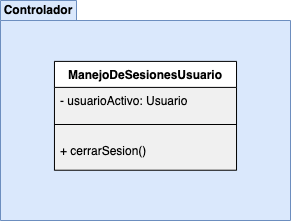 Controlador
ManejoDeSesionesUsuario
- usuarioActivo: Usuario
+ cerrarSesion()